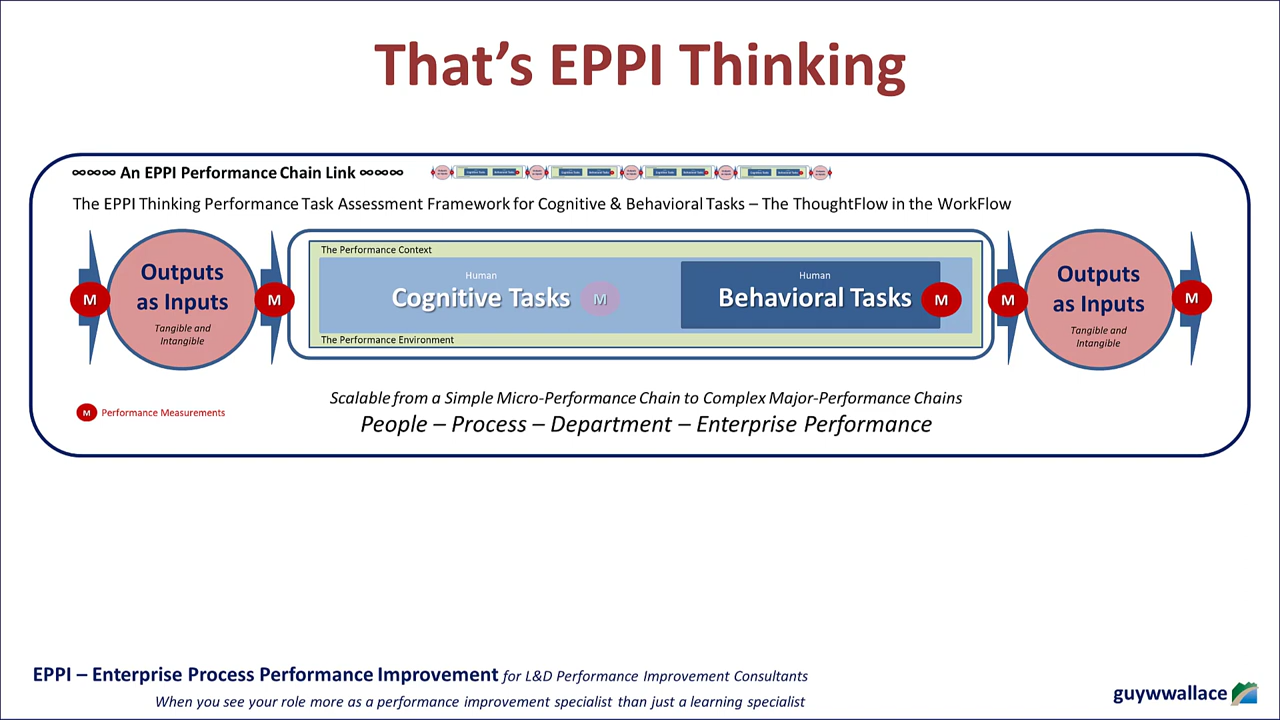 That's EPPI Thinking
∞∞∞ An EPPI Performance Chain Link ∞∞∞
The EPPI Thinking Performance Task Assessment Framework for Cognitive & Behavioral Tasks – The ThoughtFlow in the WorkFlow
M
Outputs
as Inputs
Tangible and
Intangible
M
The Performance Context
Human
Cognitive Tasks
M
Human
Behavioral Tasks
M
The Performance Environment
M
Outputs
as Inputs
Tangible and
Intangible
M
M Performance Measurements
Scalable from a Simple Micro-Performance Chain to Complex Major-Performance Chains
People – Process – Department – Enterprise Performance
EPPI – Enterprise Process Performance Improvement for L&D Performance Improvement Consultants
When you see your role more as a performance improvement specialist than just a learning specialist
guywwallace